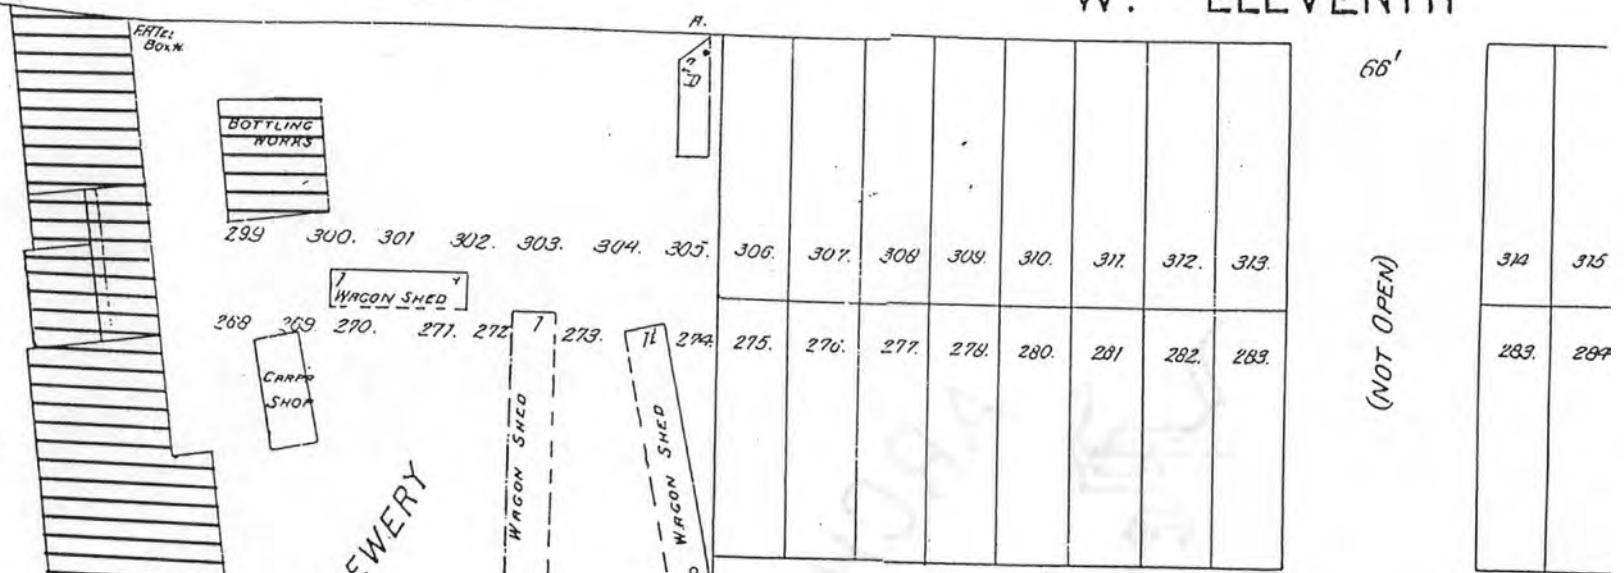 W. ELEVENTH
A.
66'
BOTTLING
WORKS
299 300. 301 302. 303. 304. 305. 306. 307. 308 309. 310. 311. 312. 313. 314 315
WAGON SHED
(NOT OPEN)
268 269. 270. 271. 272 273. 274. 275. 276. 277. 278. 280. 281 282. 283. 283. 284
SHOP
WAGON SHED
WAGON SHED
EWERY